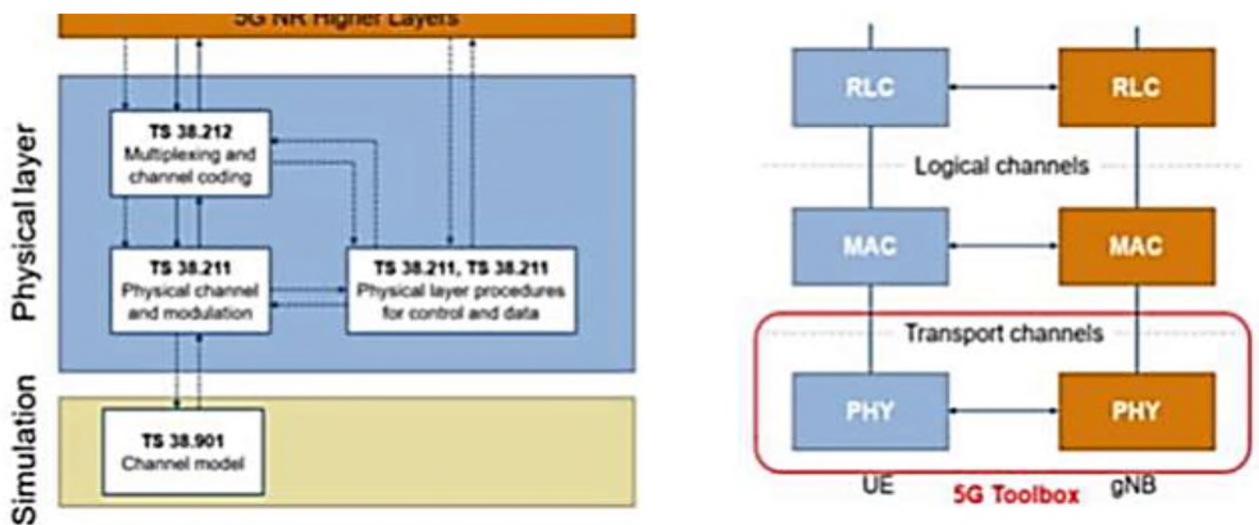 5G NR Higher Layers
Physical layer
TS 38.212
Multiplexing and
channel coding
TS 38.211
Physical channel
and modulation
TS 38.211, TS 38.211
Physical layer procedures
for control and data
Simulation
TS 38.901
Channel model
RLC
RLC
Logical channels
MAC
MAC
Transport channels
PHY
PHY
UE
5G Toolbox
gNB